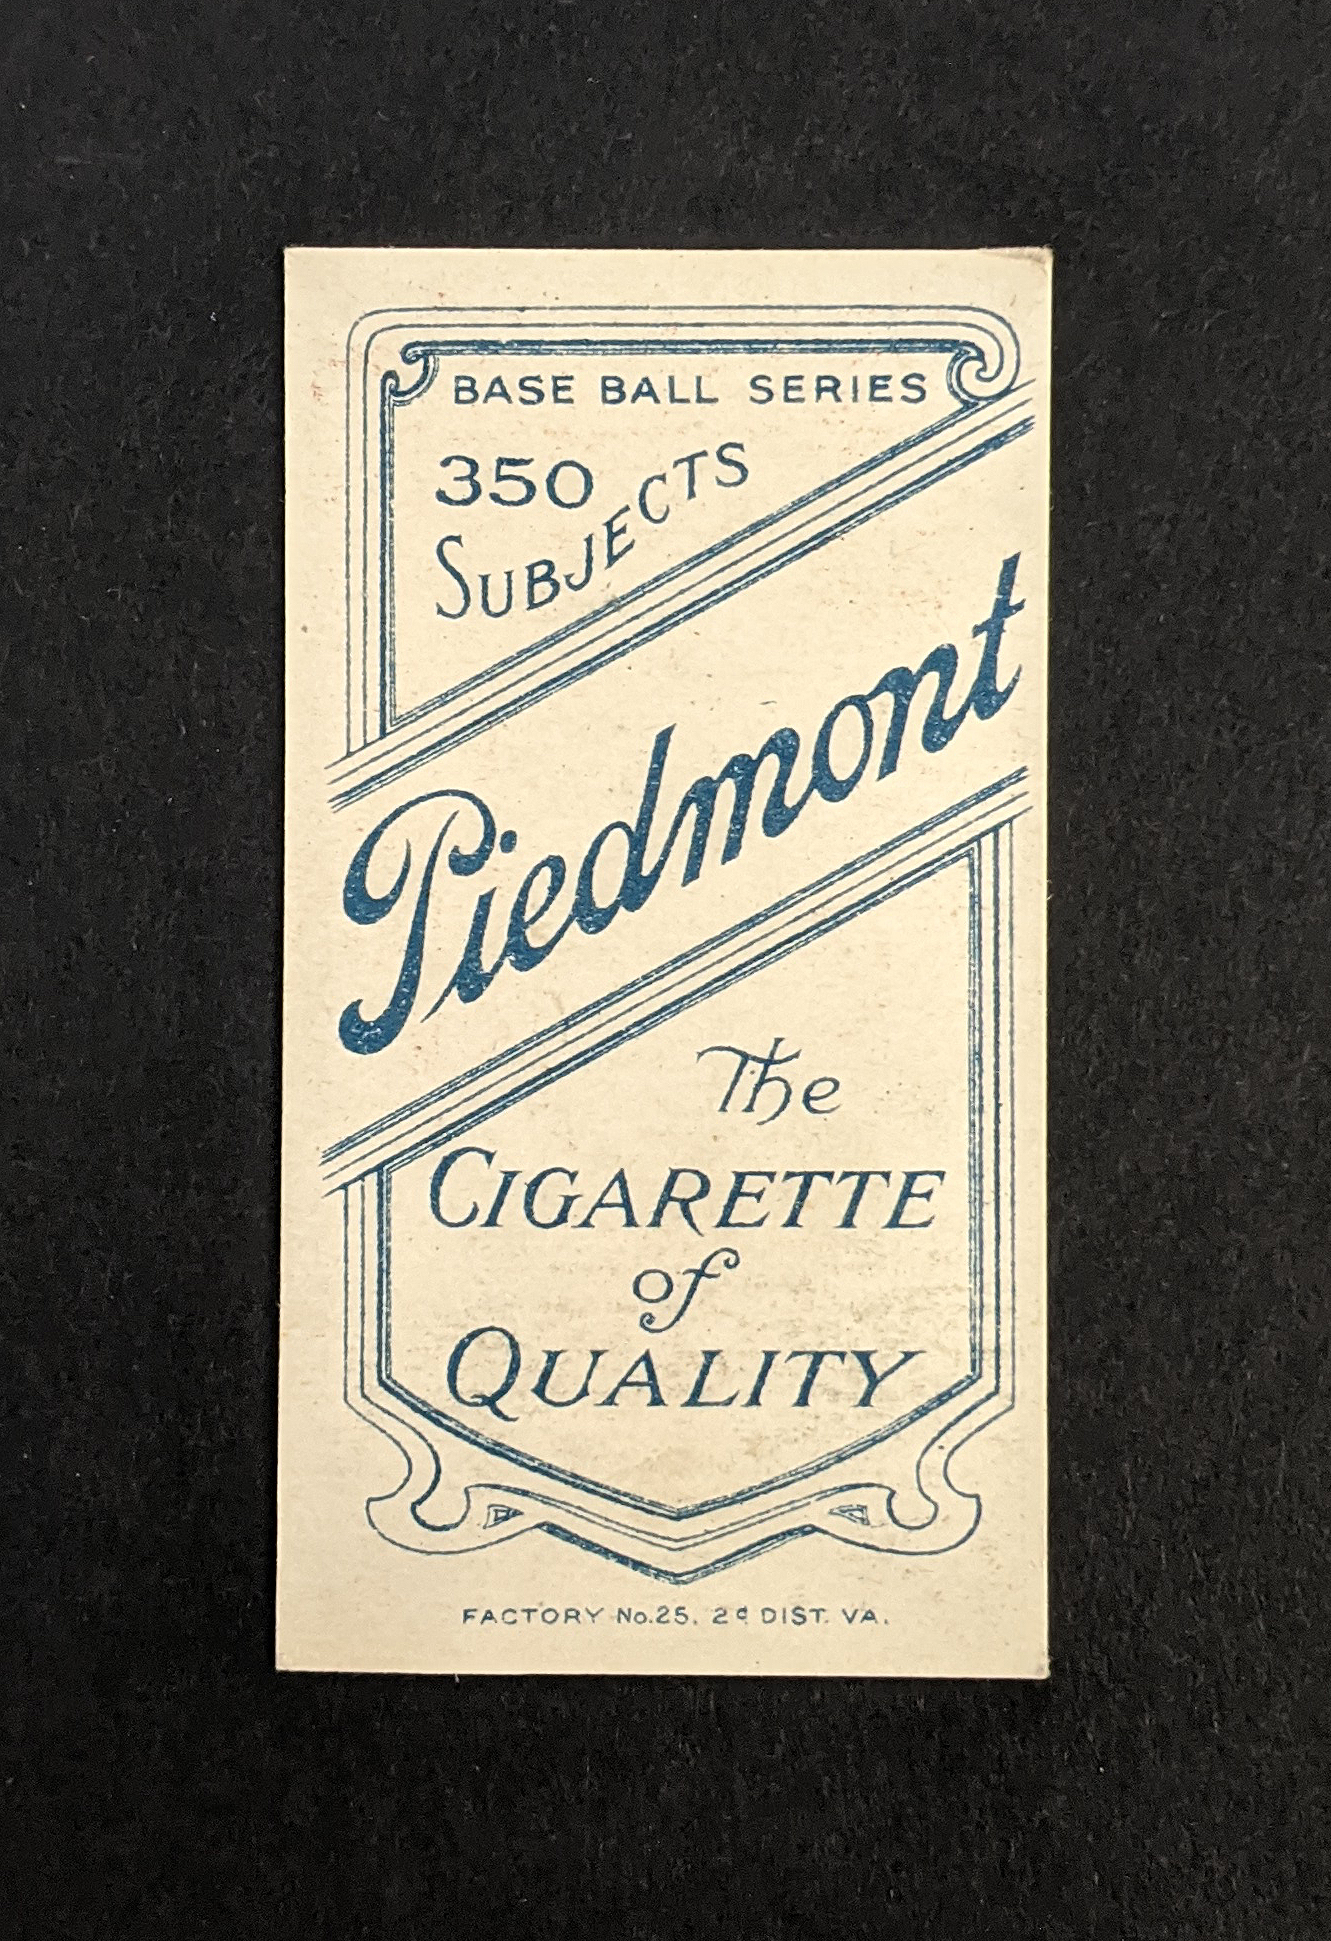 BASE BALL SERIES
350
SUBJECTS
Piedmont
The
CIGARETTE
of
QUALITY
FACTORY No.25. 2d DIST. VA.